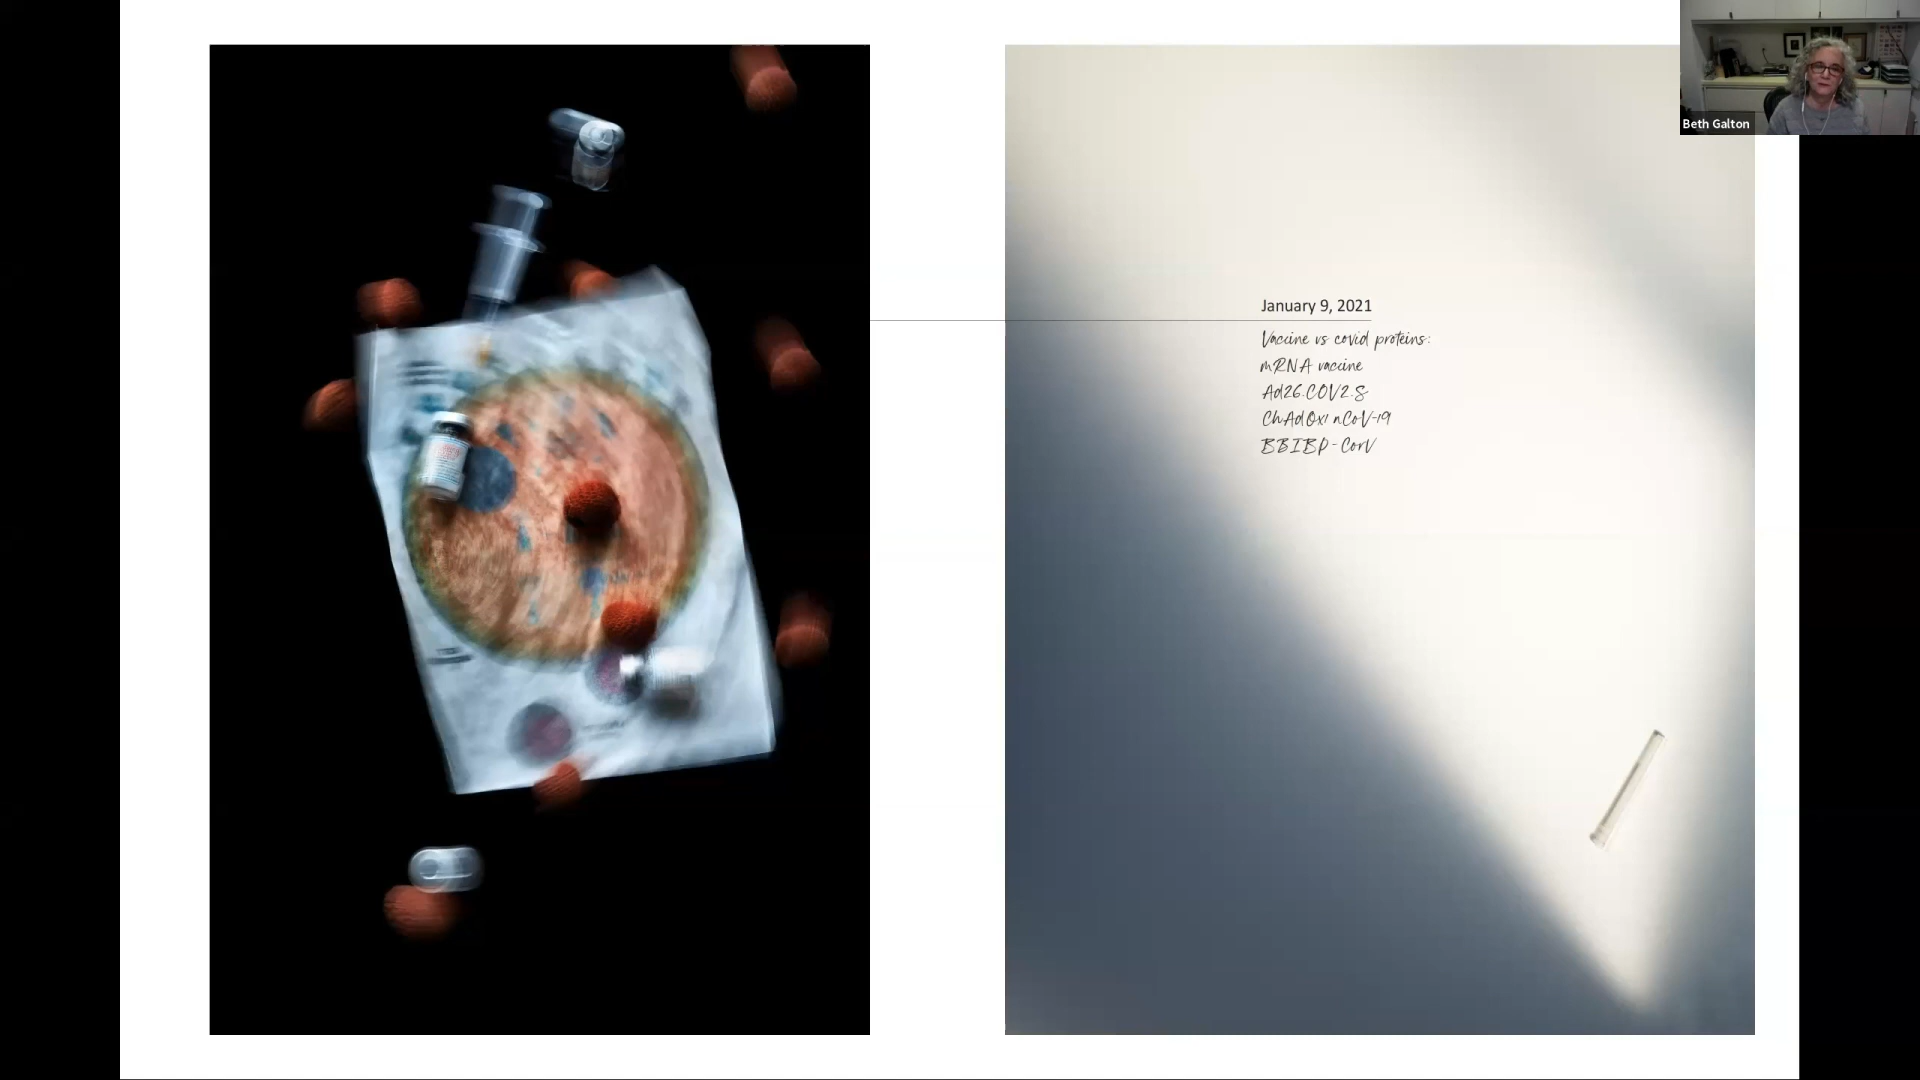 Beth Galton
January 9, 2021
Vaccine vs covid proteins:
mRNA vaccine
Ad26.COV2.S
ChAdOx1 nCoV-19
BBIBP-CorV